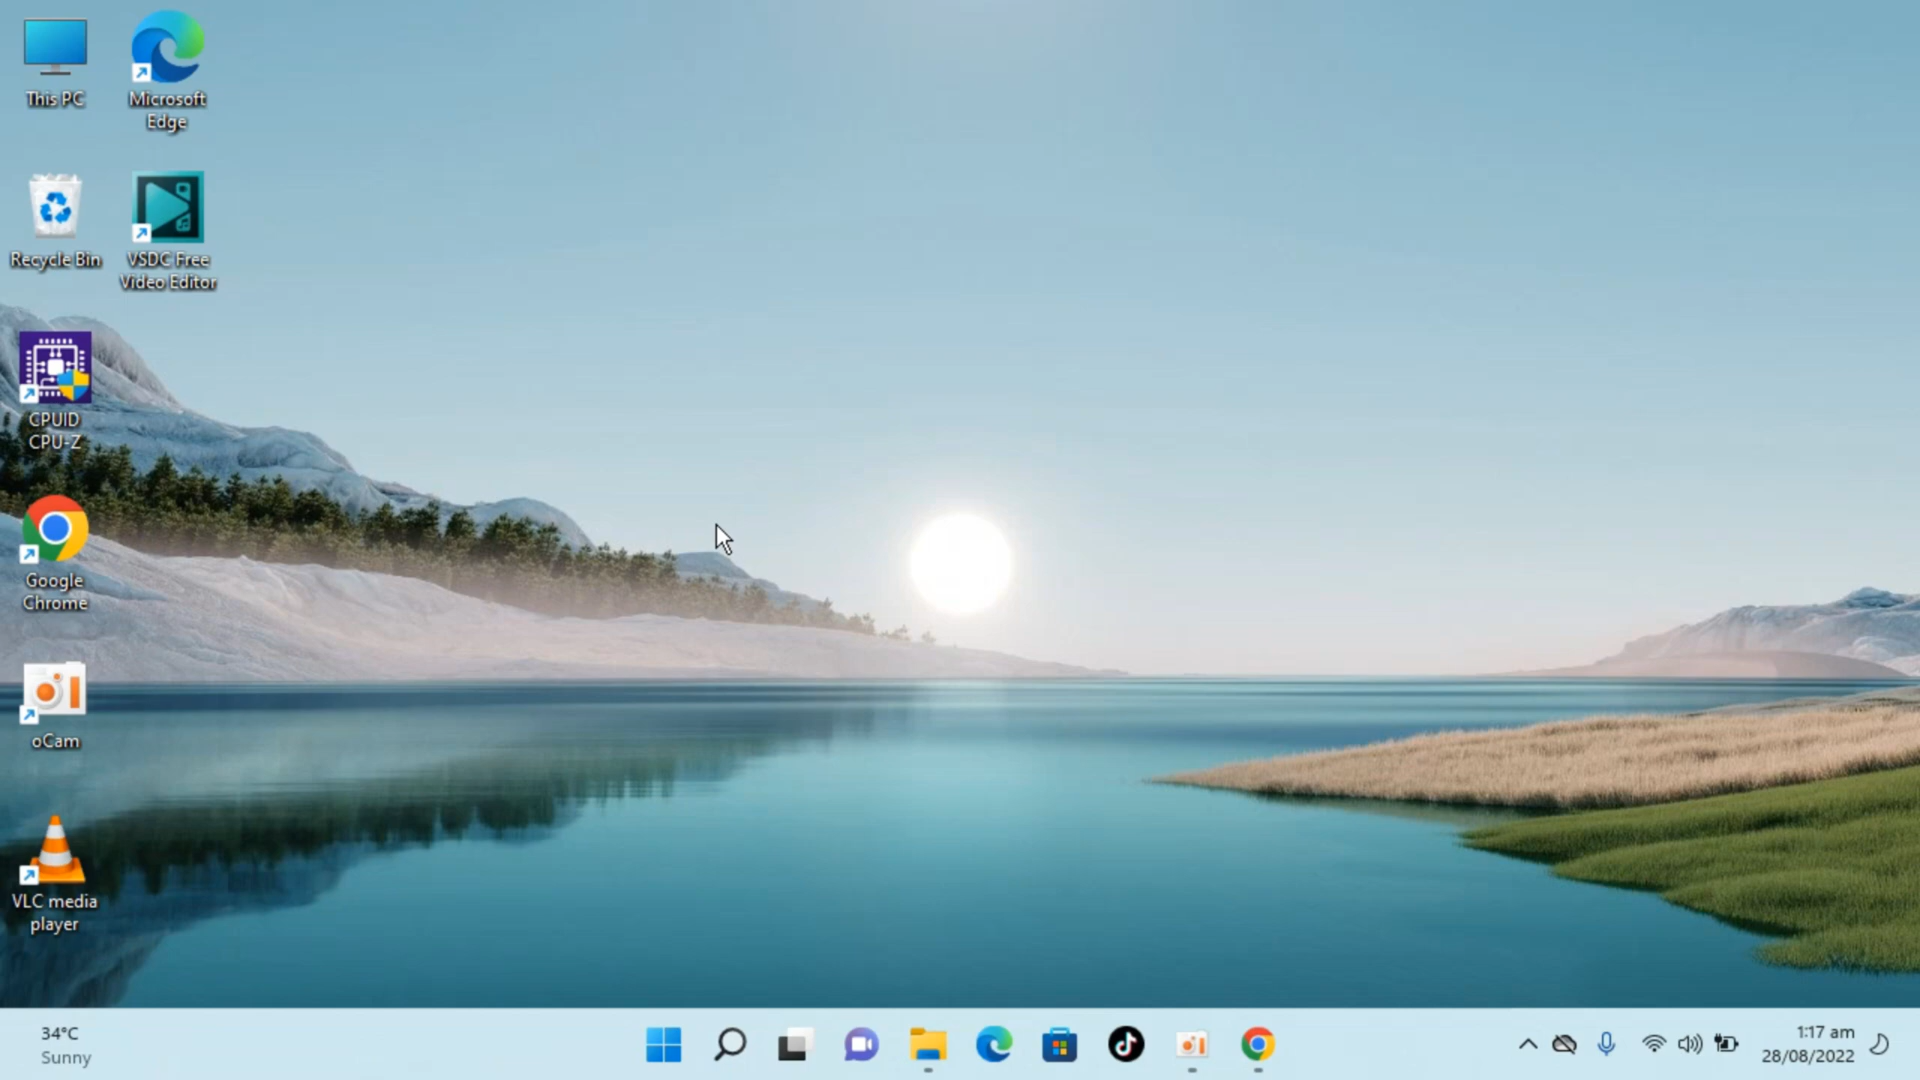 This PC
Microsoft
Edge
Recycle Bin
VSDC Free
Video Editor
CPUID
CPU-Z
Google
Chrome
oCam
VLC media
player
34°C
Sunny
1:17 am
28/08/2022